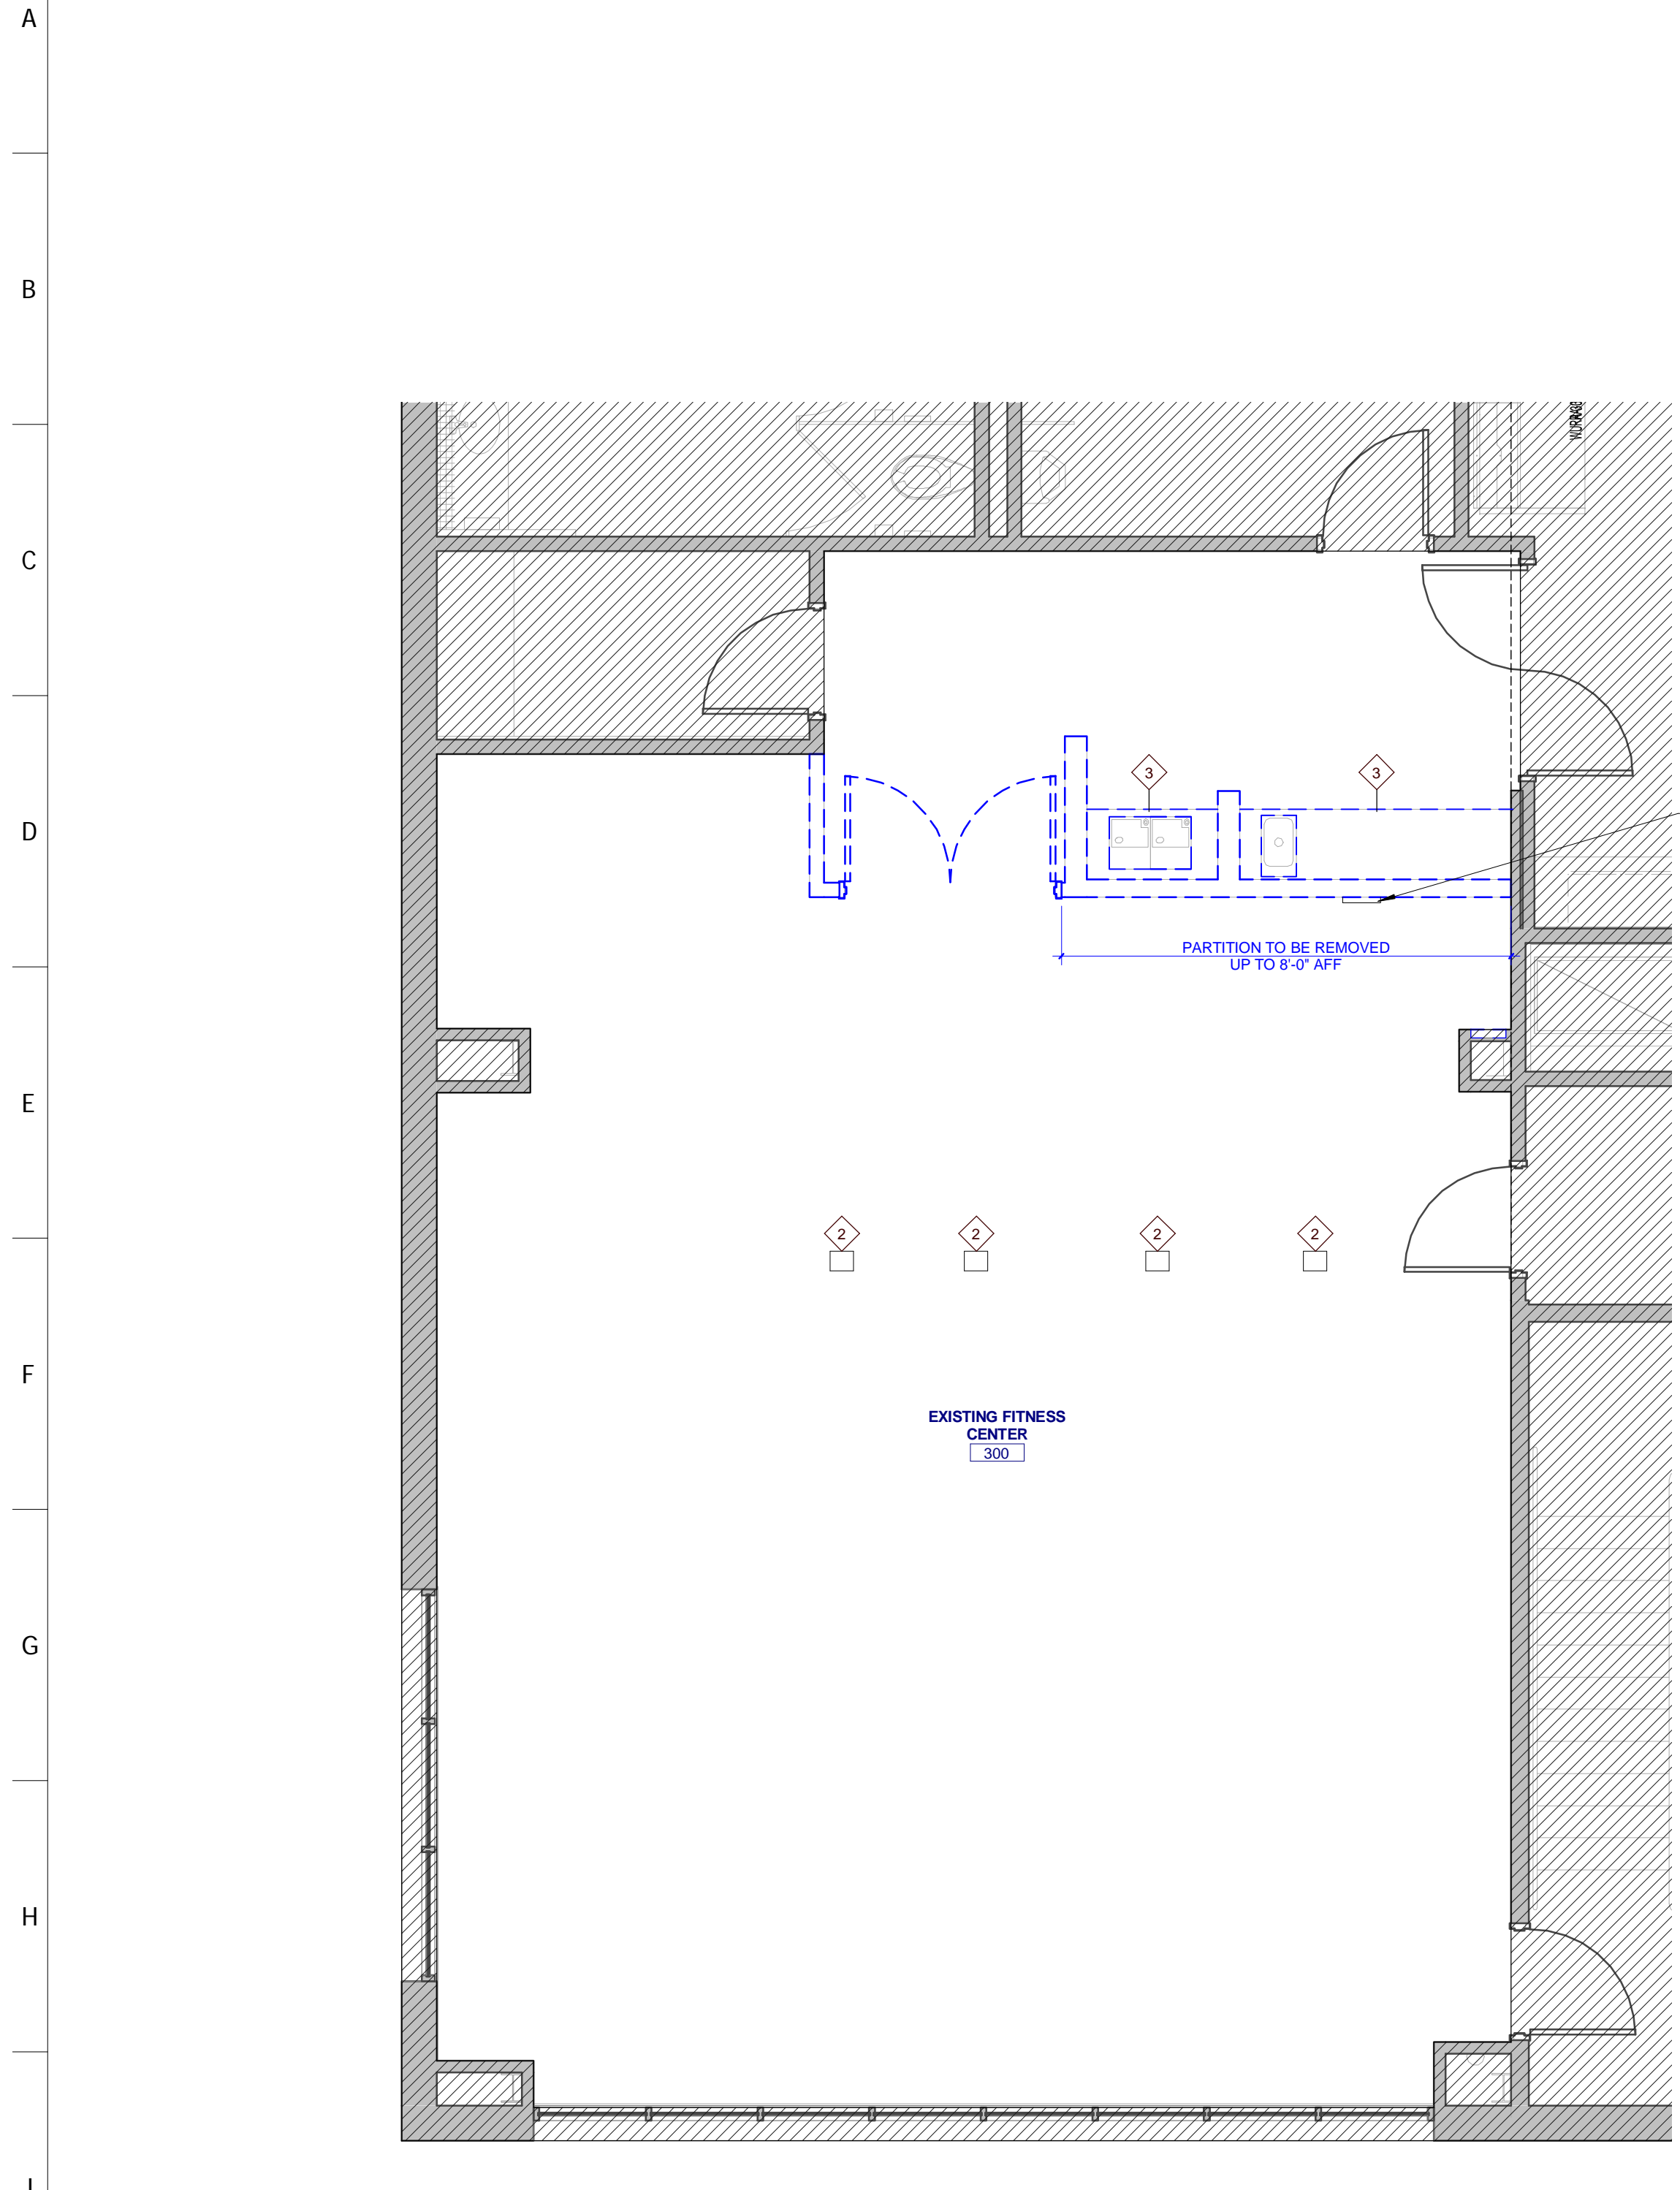 A
B
C
3
3
D
PARTITION TO BE REMOVED
UP TO 8'-0" AFF
E
2
2
2
2
F
EXISTING FITNESS
CENTER
300
G
H